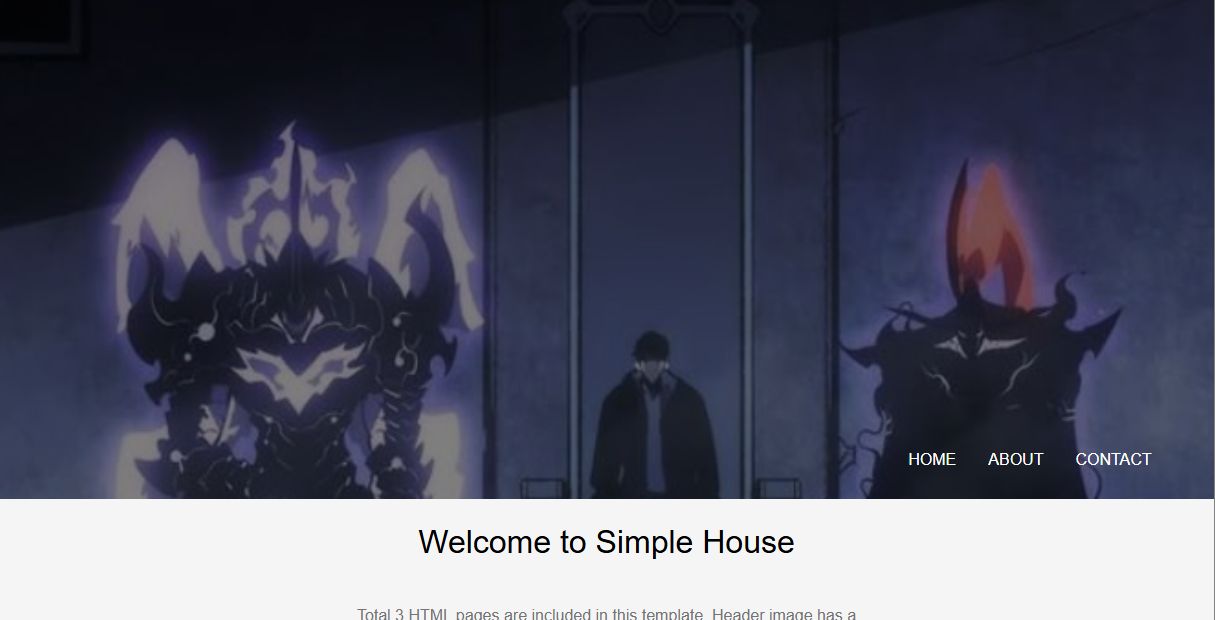 HOME ABOUT CONTACT
Welcome to Simple House
Total 3 HTML pages are included in this template. Header image has a